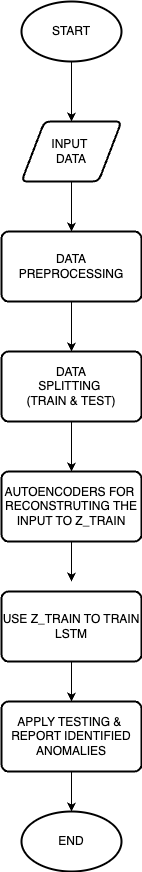 START
INPUT
DATA
DATA
PREPROCESSING
DATA
SPLITTING
(TRAIN & TEST)
AUTOENCODERS FOR
RECONSTRUTING THE
INPUT TO Z_TRAIN
USE Z_TRAIN TO TRAIN
LSTM
APPLY TESTING &
REPORT IDENTIFIED
ANOMALIES
END